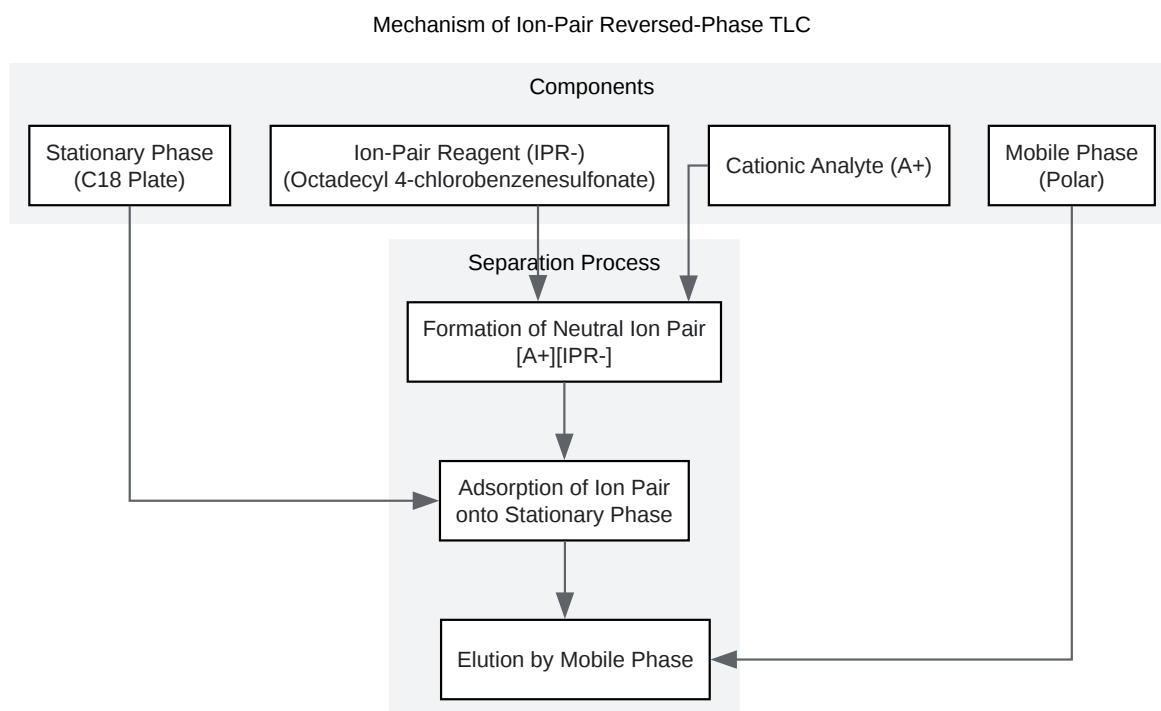 Mechanism of Ion-Pair Reversed-Phase TLC
Components
Stationary Phase
(C18 Plate)
Ion-Pair Reagent (IPR-)
(Octadecyl 4-chlorobenzenesulfonate)
Cationic Analyte (A+)
Mobile Phase
(Polar)
Separation Process
Formation of Neutral Ion Pair
[A+][IPR-]
Adsorption of Ion Pair
onto Stationary Phase
Elution by Mobile Phase